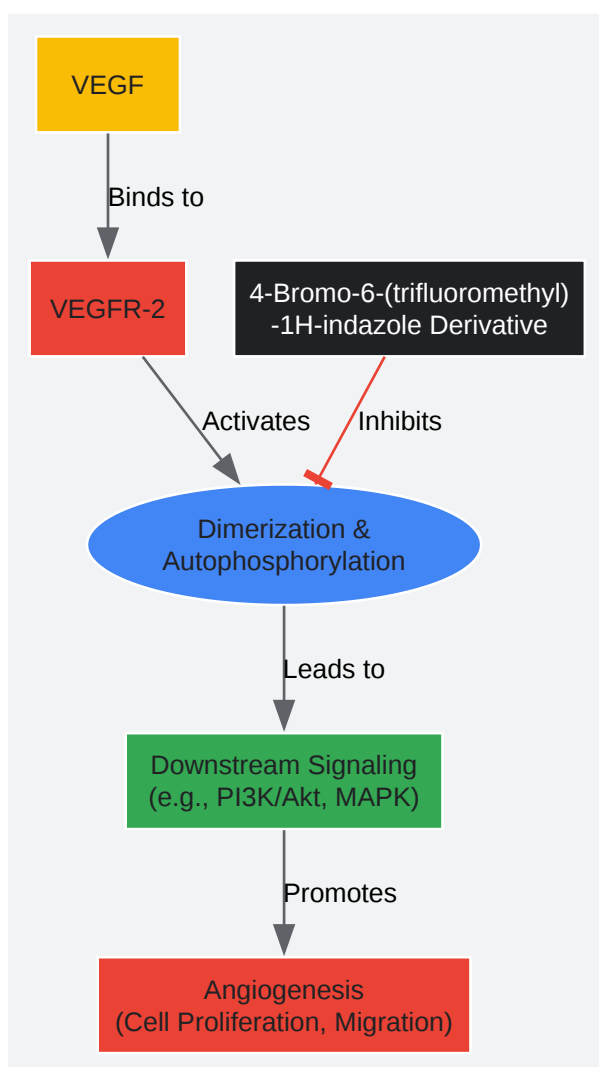 VEGF
Binds to
VEGFR-2
4-Bromo-6-(trifluoromethyl)
-1H-indazole Derivative
Activates
Inhibits
Dimerization &
Autophosphorylation
Leads to
Downstream Signaling
(e.g., PI3K/Akt, MAPK)
Promotes
Angiogenesis
(Cell Proliferation, Migration)